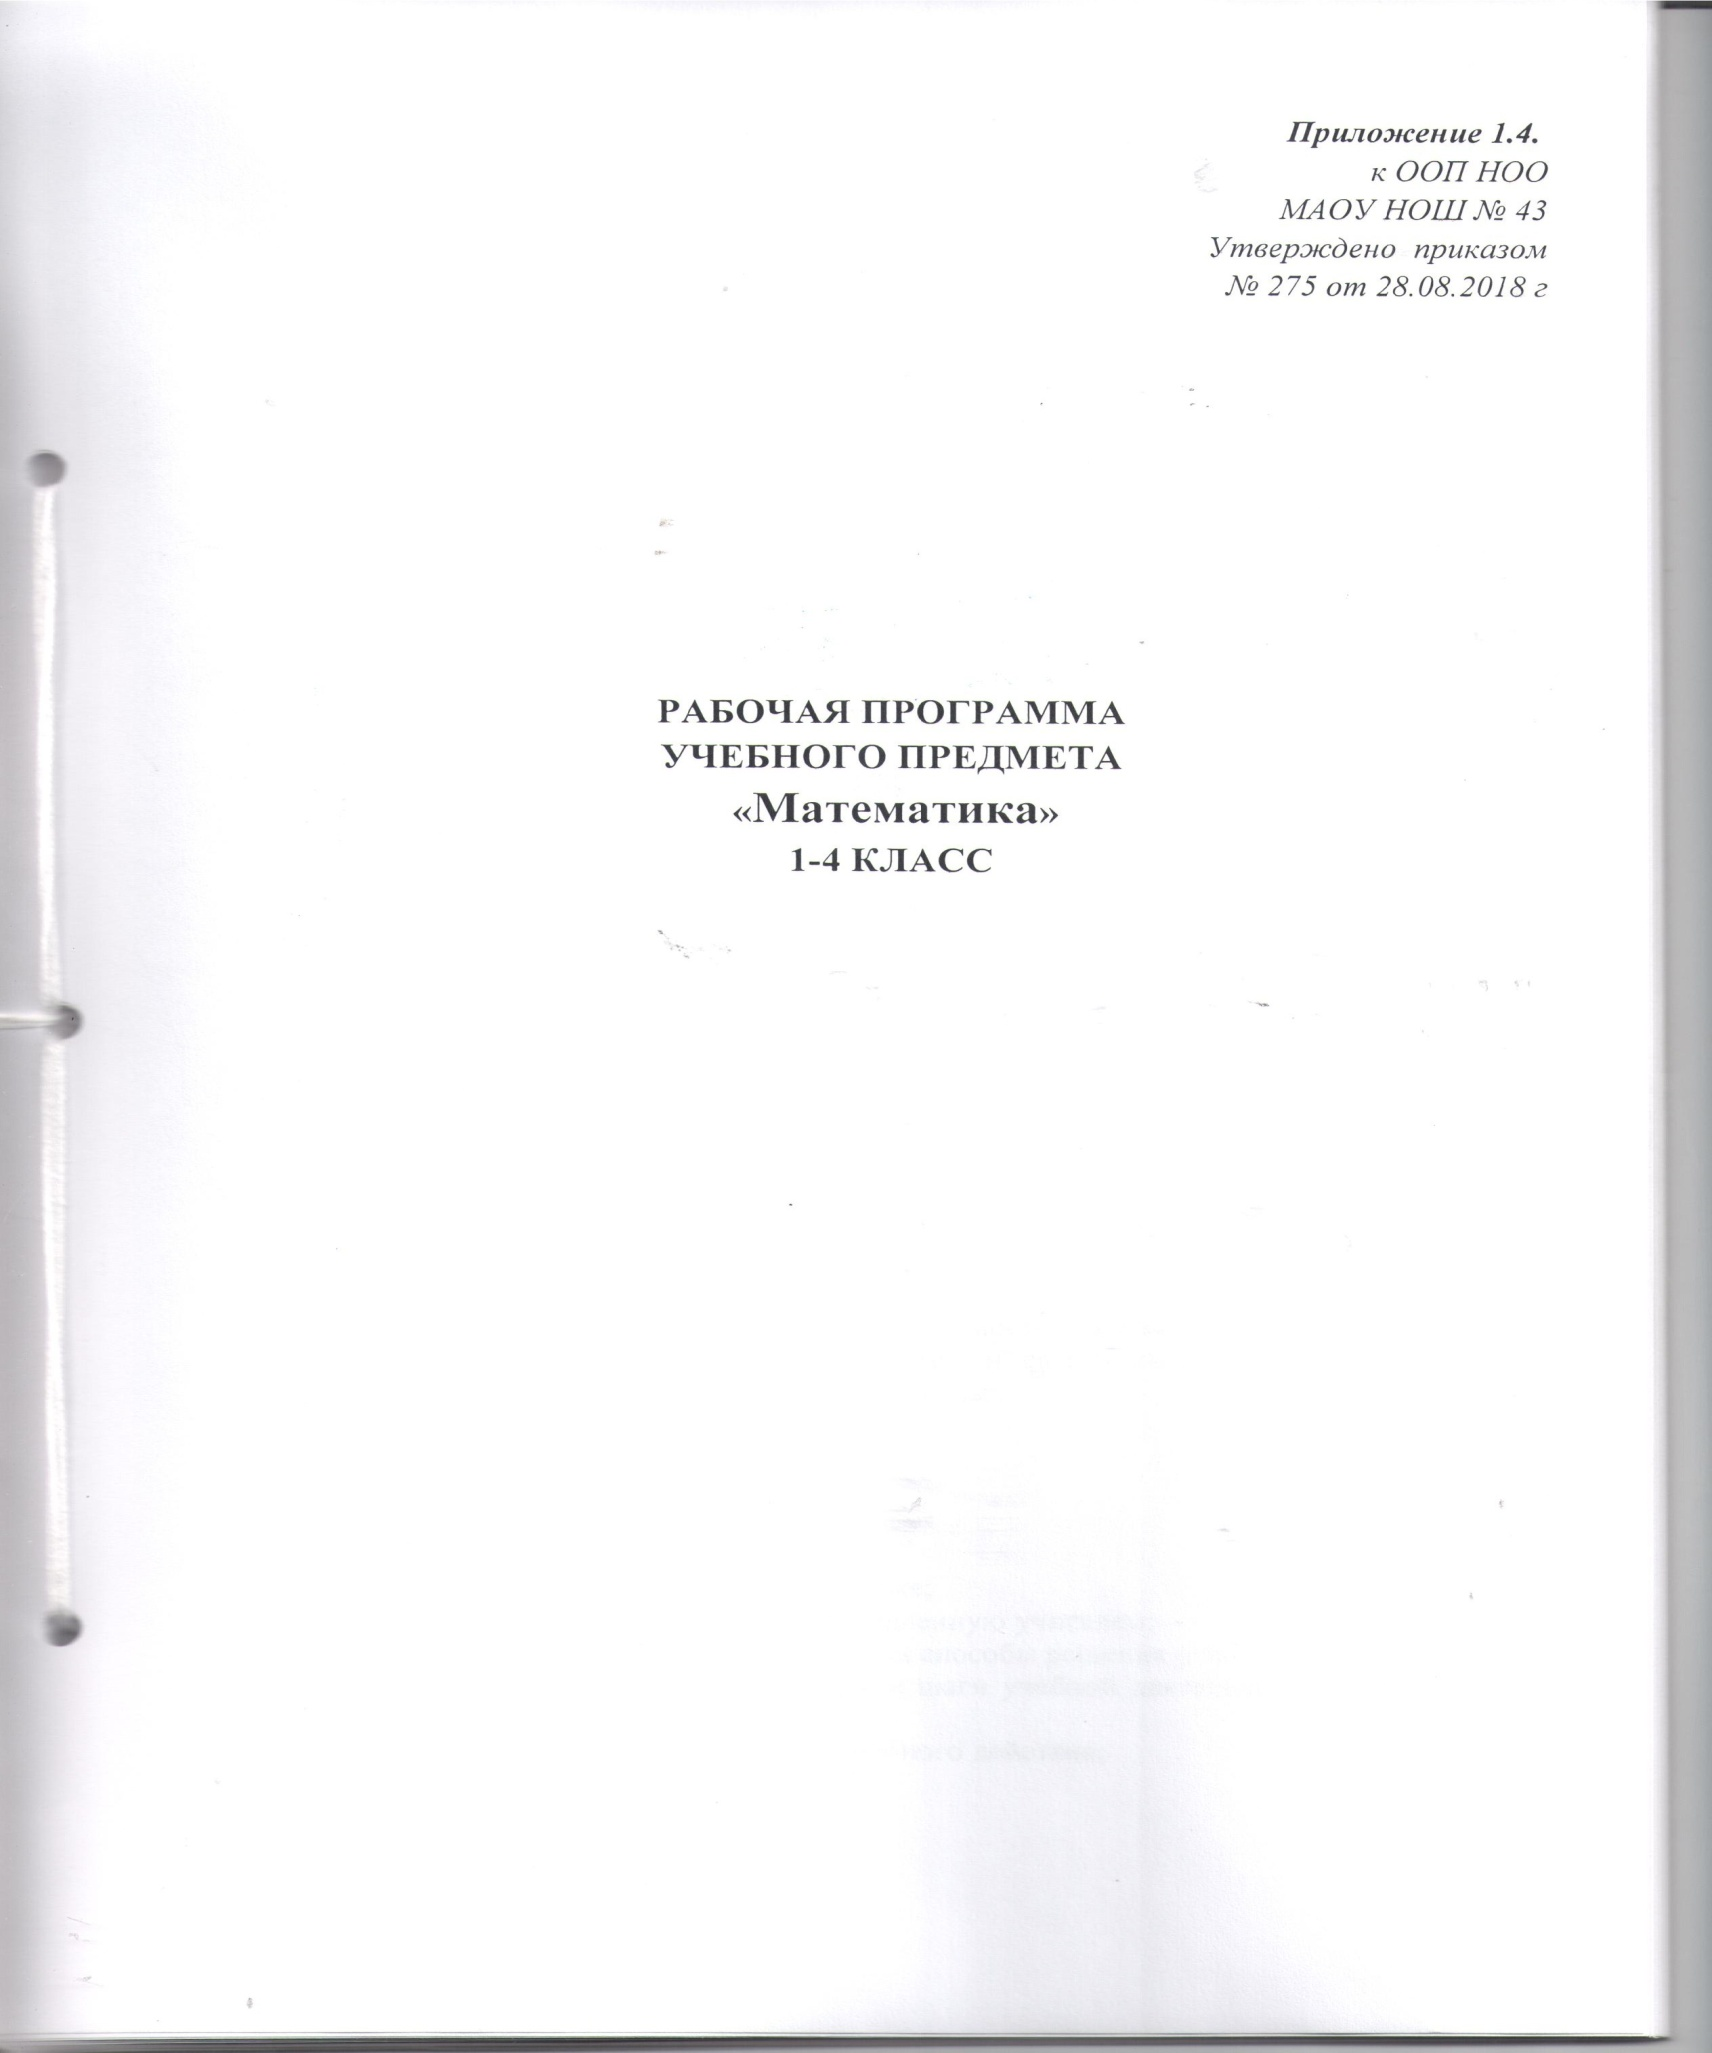 Приложение 1.4.
к ООП НОО
МАОУ НОШ № 43
Утверждено приказом
№ 275 от 28.08.2018 г
РАБОЧАЯ ПРОГРАММА
УЧЕБНОГО ПРЕДМЕТА
«Математика»
1-4 КЛАСС